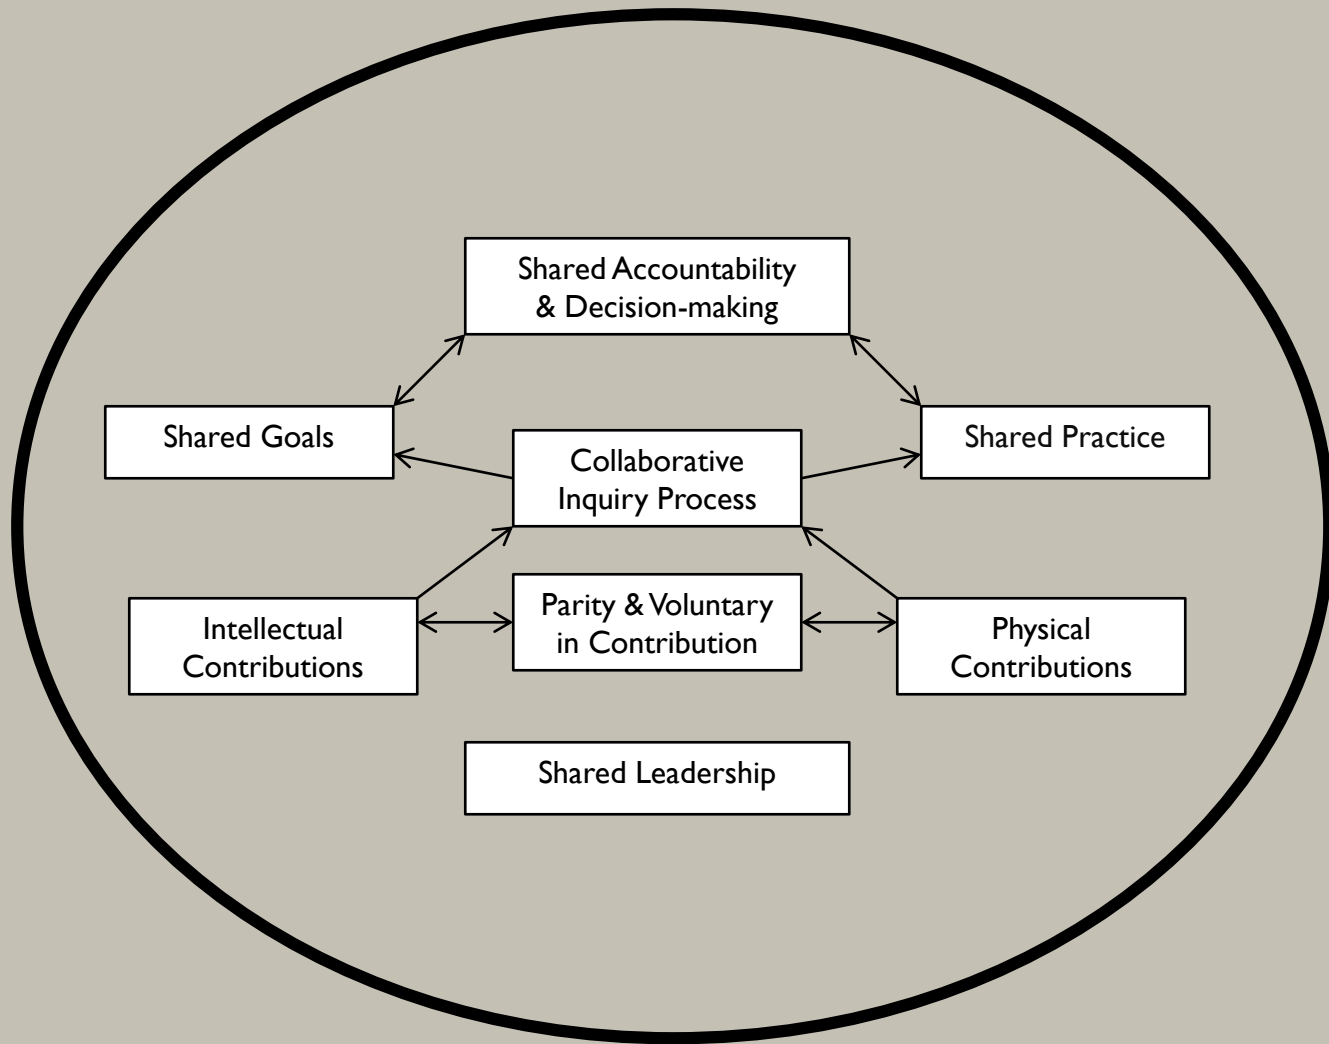 Shared Accountability
& Decision-making
Shared Goals
Shared Practice
Collaborative
Inquiry Process
Intellectual
Contributions
Parity & Voluntary
in Contribution
Physical
Contributions
Shared Leadership